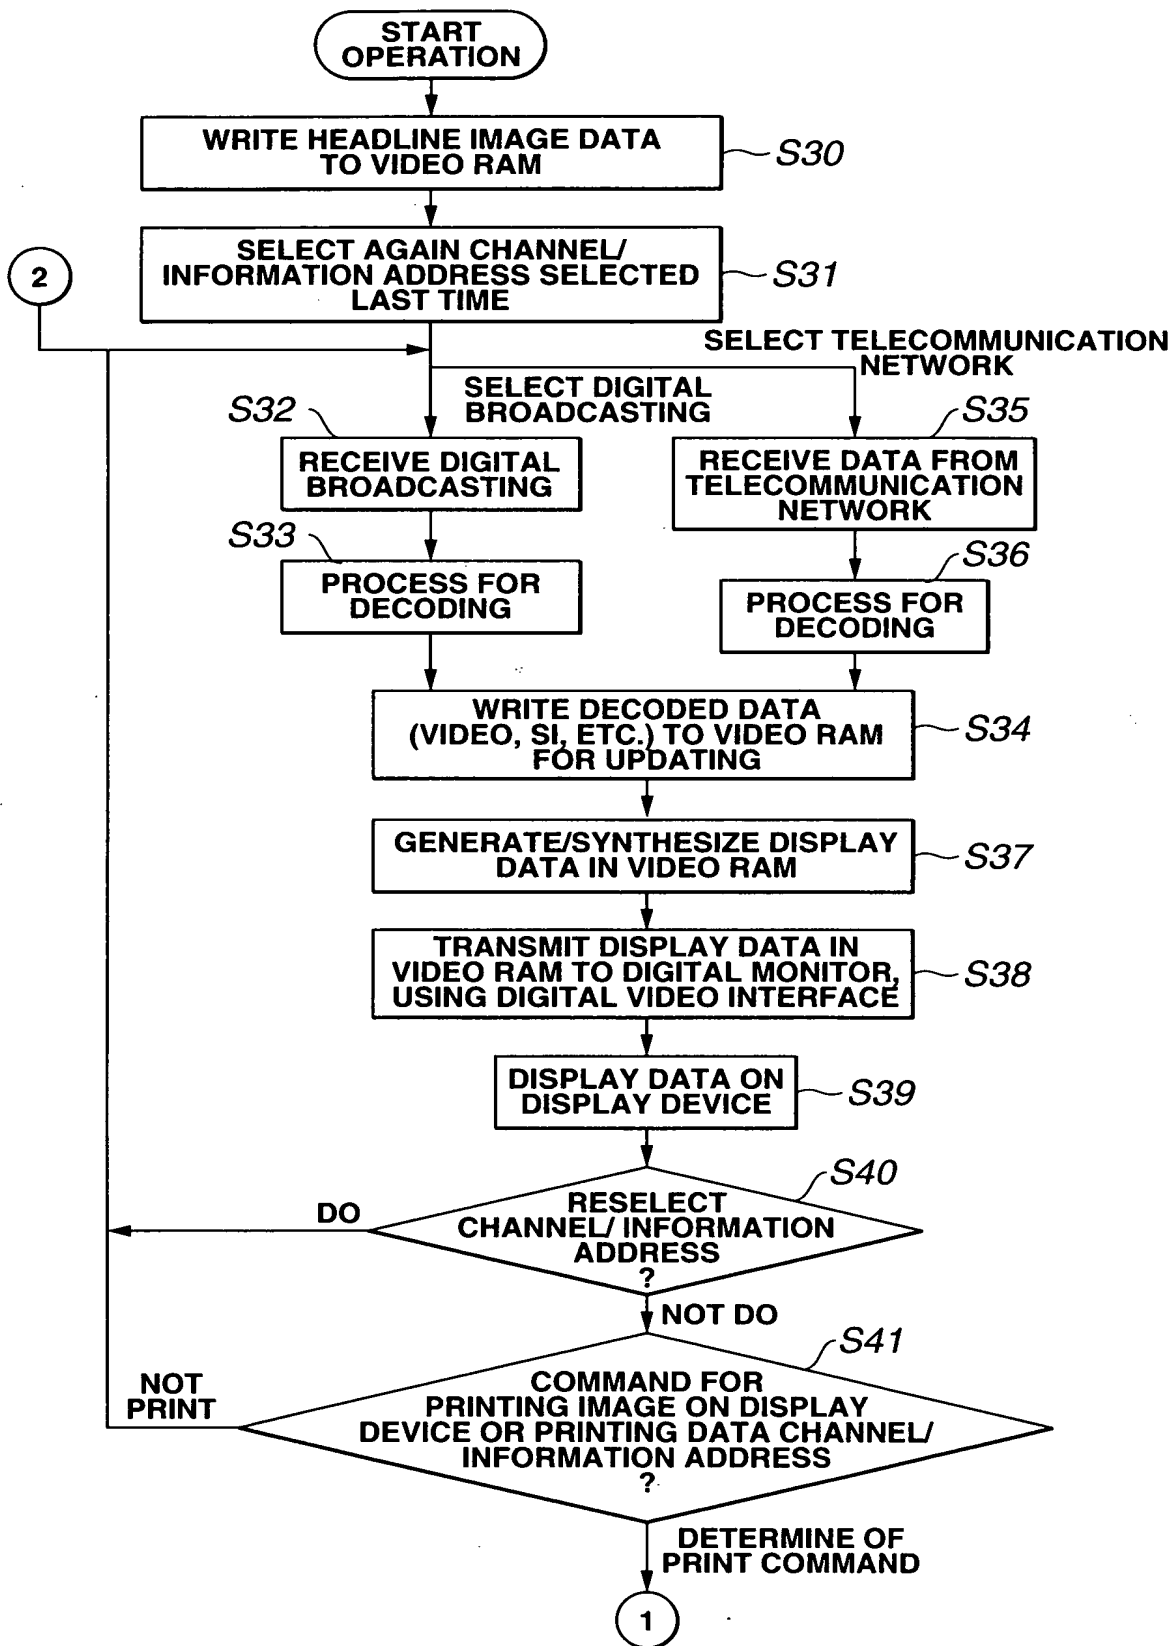 START
OPERATION
WRITE HEADLINE IMAGE DATA
TO VIDEO RAM
S30
SELECT AGAIN CHANNEL/
INFORMATION ADDRESS SELECTED
LAST TIME
S31
2
SELECT TELECOMMUNICATION
NETWORK
SELECT DIGITAL
BROADCASTING
S32
RECEIVE DIGITAL
BROADCASTING
S35
RECEIVE DATA FROM
TELECOMMUNICATION
NETWORK
S33
PROCESS FOR
DECODING
S36
PROCESS FOR
DECODING
WRITE DECODED DATA
(VIDEO, SI, ETC.) TO VIDEO RAM
FOR UPDATING
S34
GENERATE/SYNTHESIZE DISPLAY
DATA IN VIDEO RAM
S37
TRANSMIT DISPLAY DATA IN
VIDEO RAM TO DIGITAL MONITOR,
USING DIGITAL VIDEO INTERFACE
S38
DISPLAY DATA ON
DISPLAY DEVICE
S39
S40
RESELECT
CHANNEL/ INFORMATION
ADDRESS
?
DO
NOT DO
S41
COMMAND FOR
PRINTING IMAGE ON DISPLAY
DEVICE OR PRINTING DATA CHANNEL/
INFORMATION ADDRESS
?
NOT
PRINT
DETERMINE OF
PRINT COMMAND
1